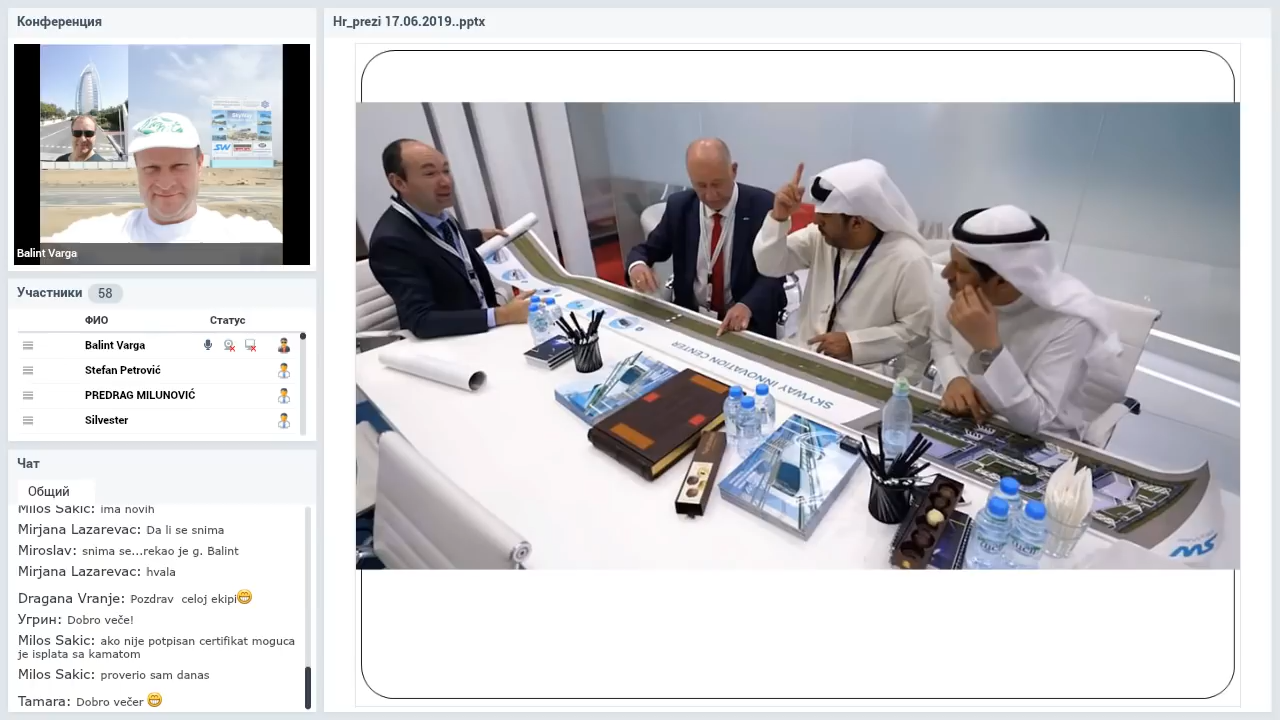 Конференция
Balint Varga
Участники 58
ФИО Статус
Balint Varga
Stefan Petrović
PREDRAG MILUNOVIĆ
Silvester
Чат
Общий
Milos Sakic: ima novih
Mirjana Lazarevac: Da li se snima
Miroslav: snima se...rekao je g. Balint
Mirjana Lazarevac: hvala
Dragana Vranje: Pozdrav celoj ekipi
Угрин: Dobro veče!
Milos Sakic: ako nije potpisan certifikat moguca
je isplata sa kamatom
Milos Sakic: proverio sam danas
Tamara: Dobro večer
Hr_prezi 17.06.2019..pptx
SKYWAY INNOVATION CENTER
SW